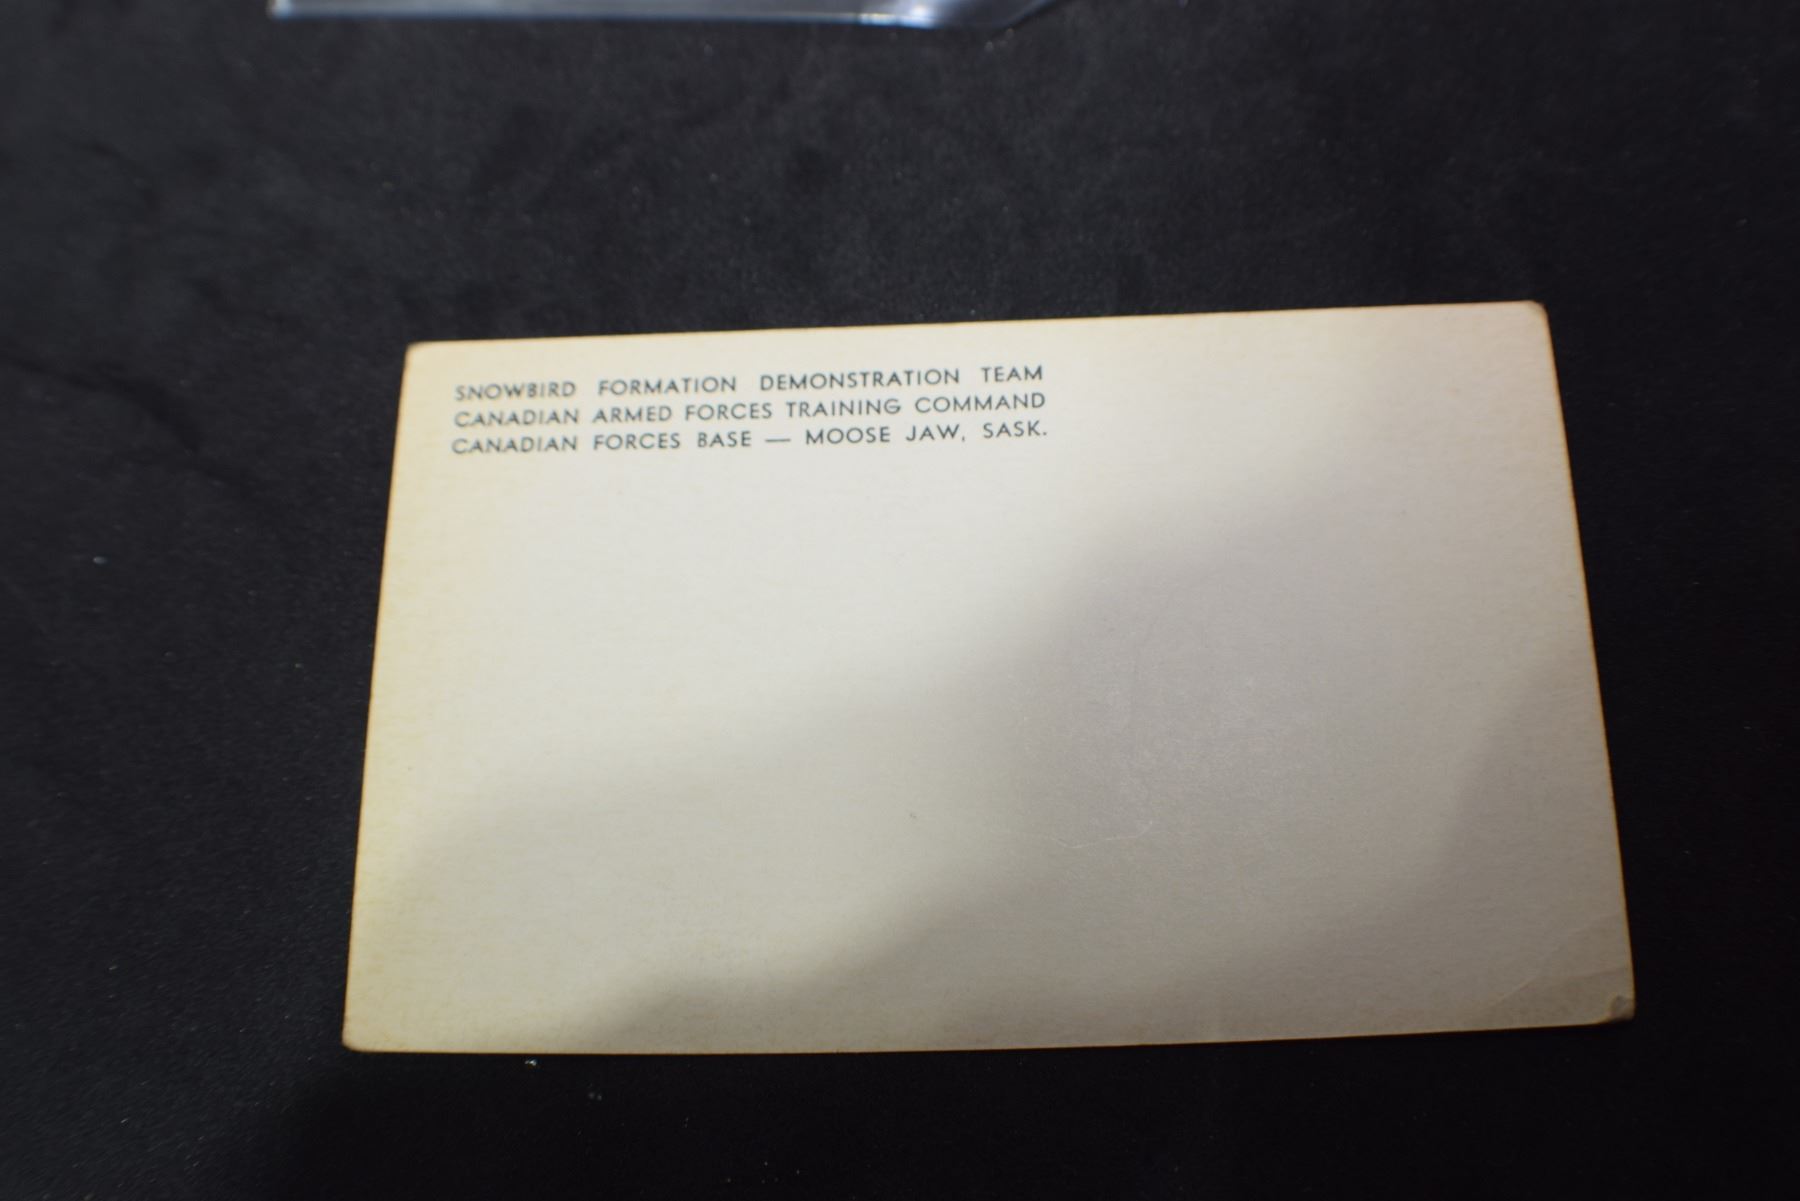 SNOWBIRD FORMATION DEMONSTRATION TEAM
CANADIAN ARMED FORCES TRAINING COMMAND
CANADIAN FORCES BASE — MOOSE JAW, SASK.